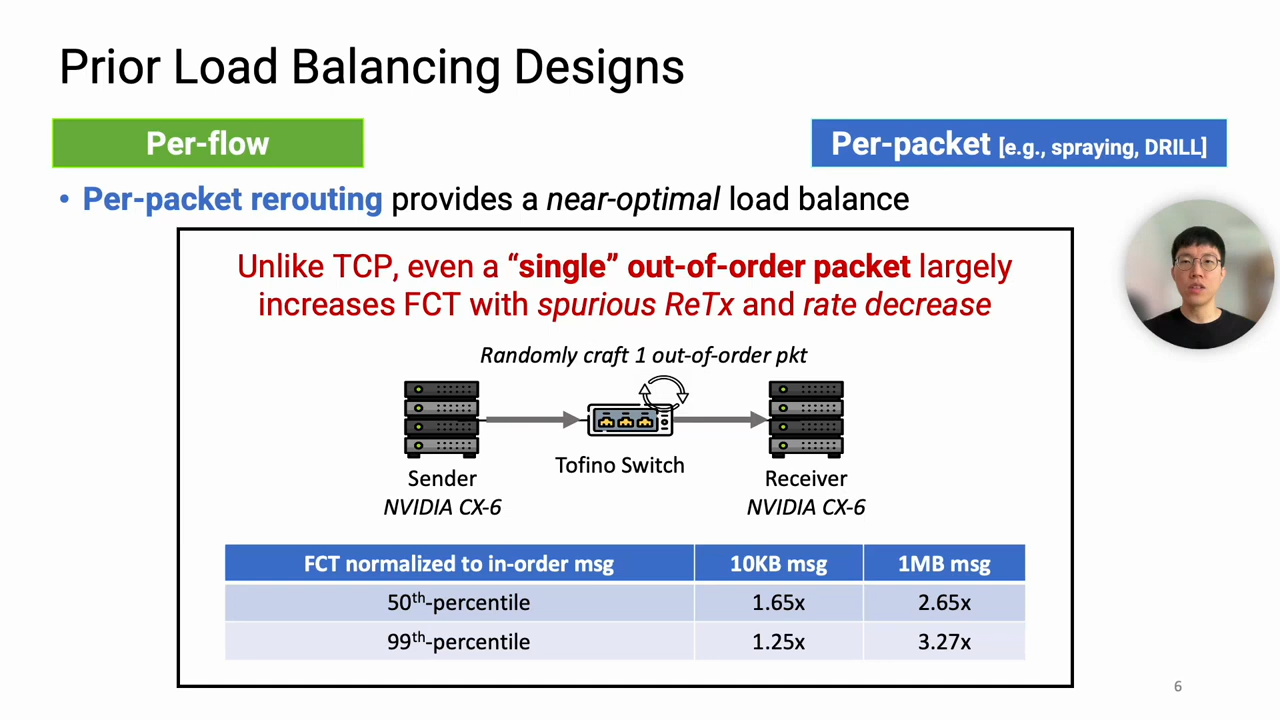 Prior Load Balancing Designs
Per-flow
Per-packet [e.g., spraying, DRILL]
• Per-packet rerouting provides a near-optimal load balance
Unlike TCP, even a “single” out-of-order packet largely
increases FCT with spurious ReTx and rate decrease
Randomly craft 1 out-of-order pkt
Sender
NVIDIA CX-6
Tofino Switch
Receiver
NVIDIA CX-6
FCT normalized to in-order msg 10KB msg 1MB msg
50th-percentile 1.65x 2.65x
99th-percentile 1.25x 3.27x
6